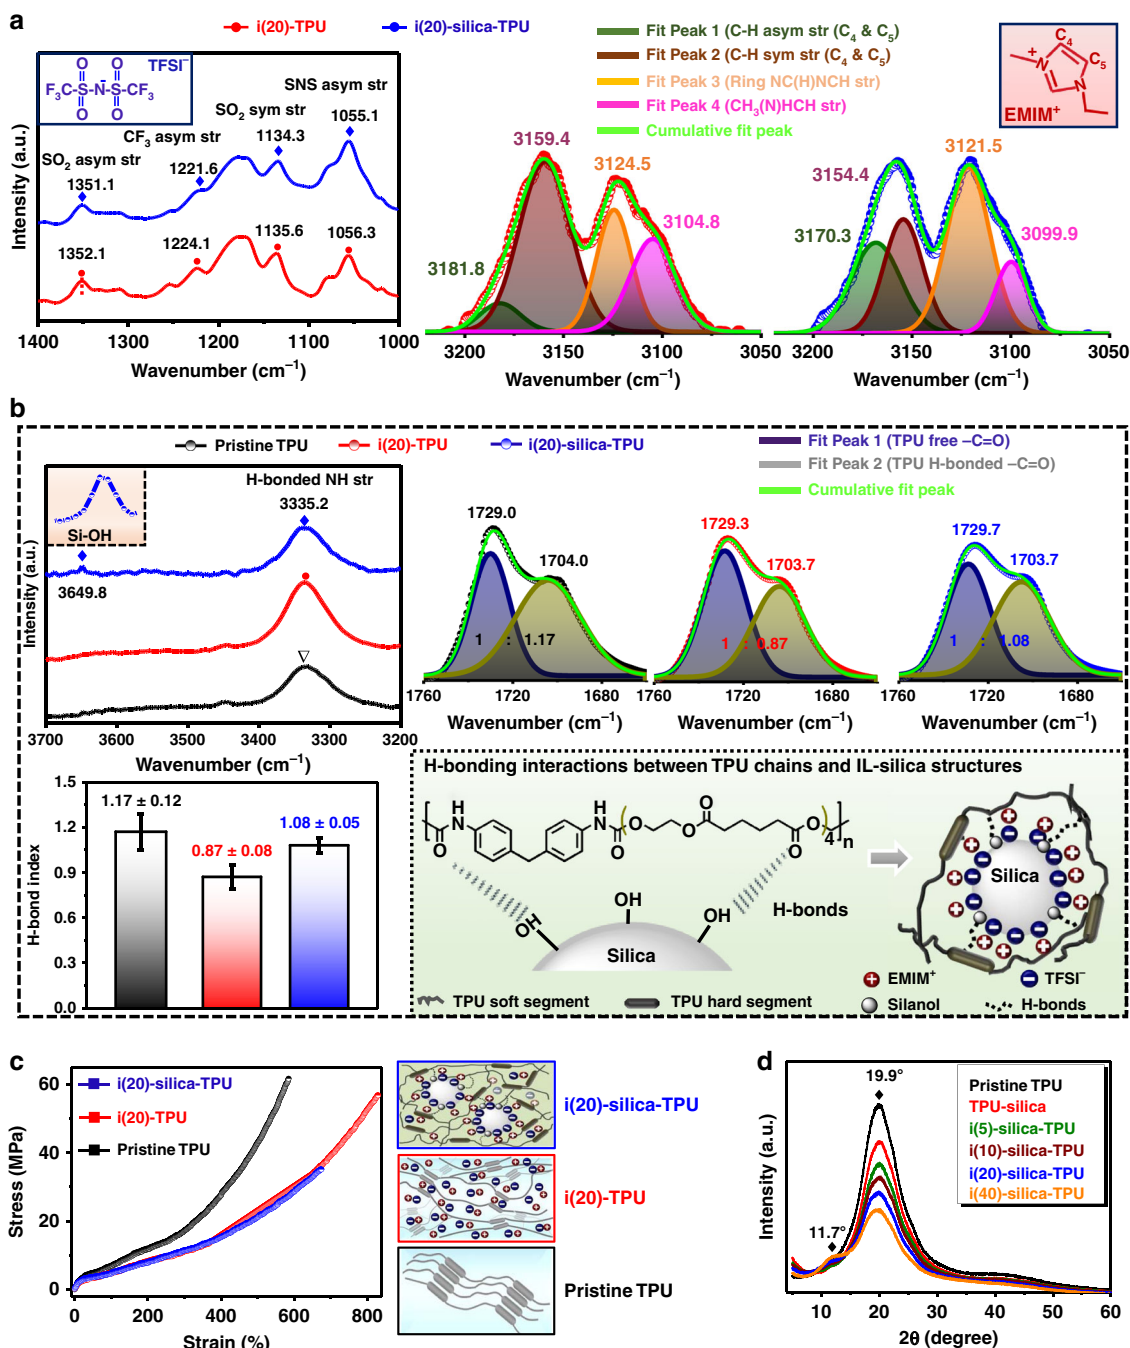 a
i(20)-TPU
i(20)-silica-TPU
TFSI⁻
O O
F₃C–S–N̄–S–CF₃
O O
SNS asym str
SO₂ sym str
CF₃ asym str
SO₂ asym str
1351.1
1221.6
1134.3
1055.1
1352.1
1224.1
1135.6
1056.3
Intensity (a.u.)
1400 1300 1200 1100 1000
Wavenumber (cm⁻¹)
Fit Peak 1 (C-H asym str (C₄ & C₅)
Fit Peak 2 (C-H sym str (C₄ & C₅)
Fit Peak 3 (Ring NC(H)NCH str)
Fit Peak 4 (CH₃(N)HCH str)
Cumulative fit peak
C₄
C₅
+
N
N
EMIM⁺
3159.4
3124.5
3104.8
3181.8
3200 3150 3100 3050
Wavenumber (cm⁻¹)
3121.5
3154.4
3170.3
3099.9
3200 3150 3100 3050
Wavenumber (cm⁻¹)
b
Pristine TPU
i(20)-TPU
i(20)-silica-TPU
Fit Peak 1 (TPU free –C=O)
Fit Peak 2 (TPU H-bonded –C=O)
Cumulative fit peak
Si-OH
H-bonded NH str
3335.2
3649.8
Intensity (a.u.)
3700 3600 3500 3400 3300 3200
Wavenumber (cm⁻¹)
1729.0
1704.0
1 : 1.17
1760 1720 1680
Wavenumber (cm⁻¹)
1729.3
1703.7
1 : 0.87
1760 1720 1680
Wavenumber (cm⁻¹)
1729.7
1703.7
1 : 1.08
1760 1720 1680
Wavenumber (cm⁻¹)
H-bond index
1.5
1.2
0.9
0.6
0.3
0.0
1.17 ± 0.12
0.87 ± 0.08
1.08 ± 0.05
H-bonding interactions between TPU chains and IL-silica structures
O
H
N
H
N
O
O
O
O
O
O
4
n
OH
OH
OH
H-bonds
Silica
Silica
EMIM⁺
TFSI⁻
TPU soft segment
TPU hard segment
Silanol
H-bonds
c
i(20)-silica-TPU
i(20)-TPU
Pristine TPU
Stress (MPa)
60
40
20
0
0 200 400 600 800
Strain (%)
i(20)-silica-TPU
i(20)-TPU
Pristine TPU
d
19.9°
11.7°
Pristine TPU
TPU-silica
i(5)-silica-TPU
i(10)-silica-TPU
i(20)-silica-TPU
i(40)-silica-TPU
Intensity (a.u.)
10 20 30 40 50 60
2θ (degree)